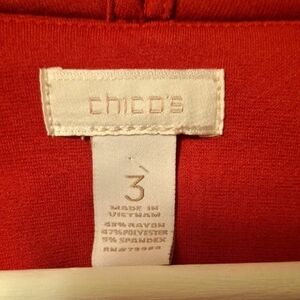 chico's
3
MADE IN
VIETNAM
48% RAYON
47% POLYESTER
5% SPANDEX